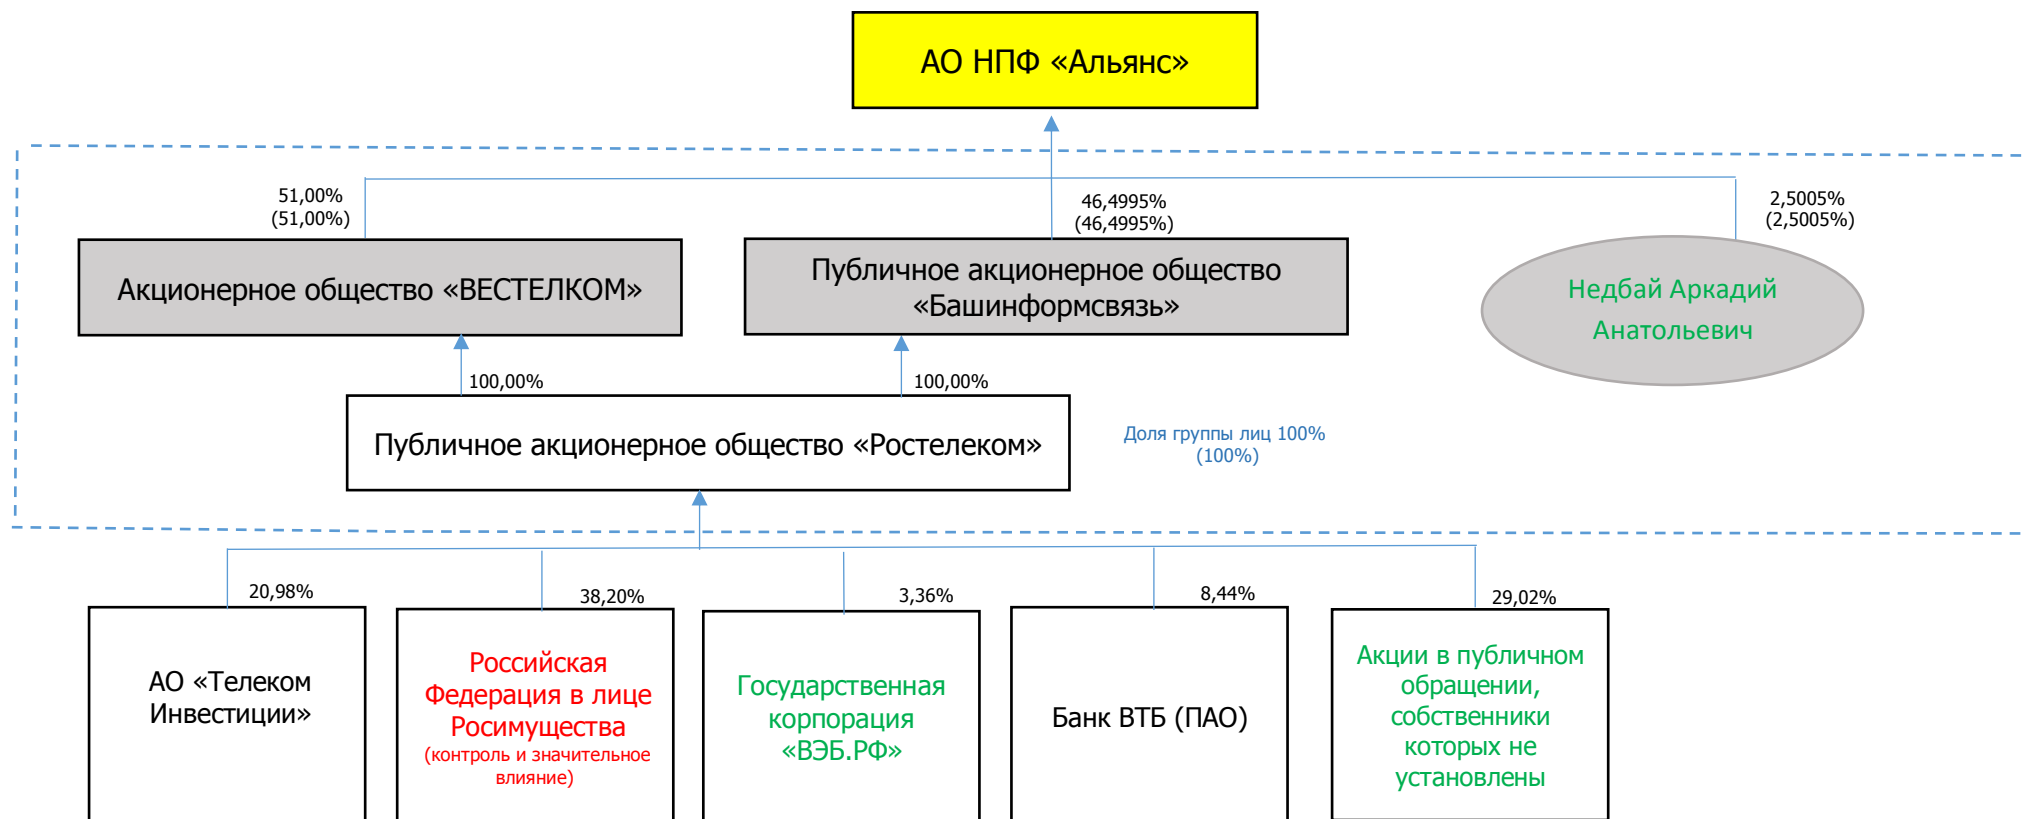 АО НПФ «Альянс»
51,00%
(51,00%)
46,4995%
(46,4995%)
2,5005%
(2,5005%)
Акционерное общество «ВЕСТЕЛКОМ»
Публичное акционерное общество
«Башинформсвязь»
Недбай Аркадий
Анатольевич
100,00%
100,00%
Публичное акционерное общество «Ростелеком»
Доля группы лиц 100%
(100%)
20,98%
38,20%
3,36%
8,44%
29,02%
АО «Телеком
Инвестиции»
Российская
Федерация в лице
Росимущества
(контроль и значительное
влияние)
Государственная
корпорация
«ВЭБ.РФ»
Банк ВТБ (ПАО)
Акции в публичном
обращении,
собственники
которых не
установлены